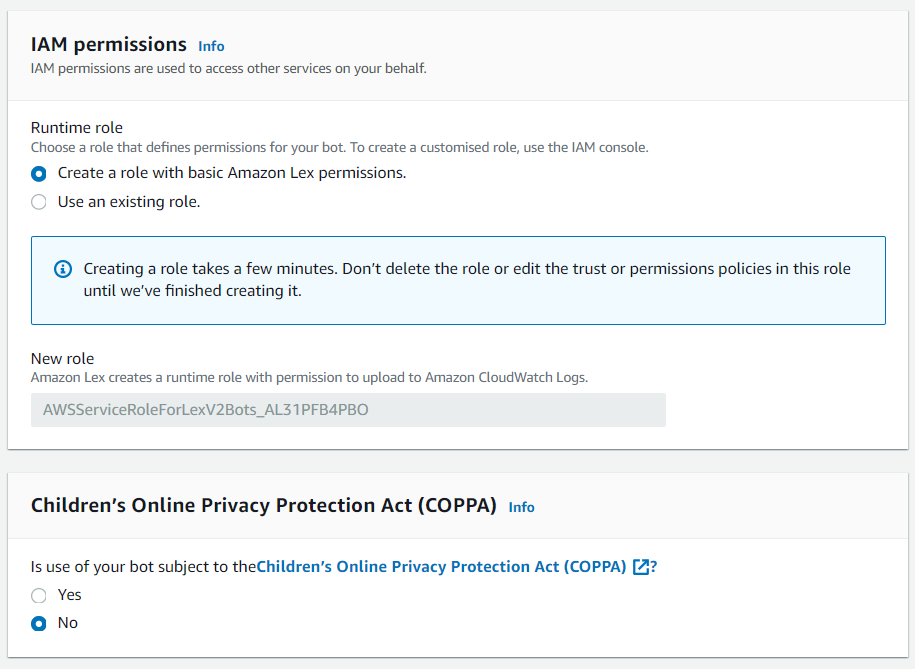 IAM permissions Info
IAM permissions are used to access other services on your behalf.
Runtime role
Choose a role that defines permissions for your bot. To create a customised role, use the IAM console.
Create a role with basic Amazon Lex permissions.
Use an existing role.
Creating a role takes a few minutes. Don’t delete the role or edit the trust or permissions policies in this role
until we’ve finished creating it.
New role
Amazon Lex creates a runtime role with permission to upload to Amazon CloudWatch Logs.
AWSServiceRoleForLexV2Bots_AL31PFB4PBO
Children’s Online Privacy Protection Act (COPPA) Info
Is use of your bot subject to theChildren’s Online Privacy Protection Act (COPPA) ?
Yes
No